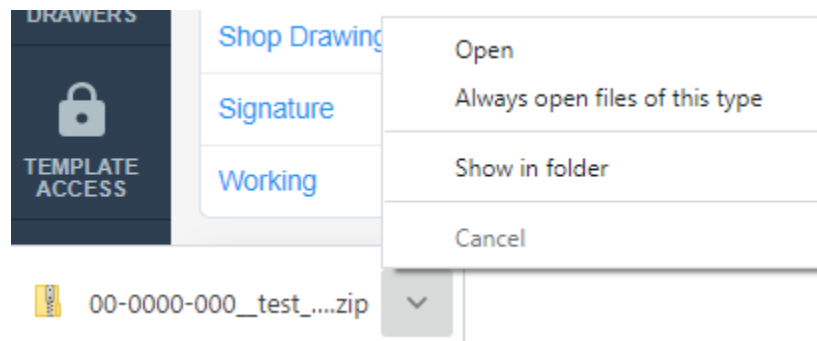 DRAWERS
Shop Drawing
Open
Always open files of this type
Signature
TEMPLATE
ACCESS
Working
Show in folder
Cancel
00-0000-000__test_....zip